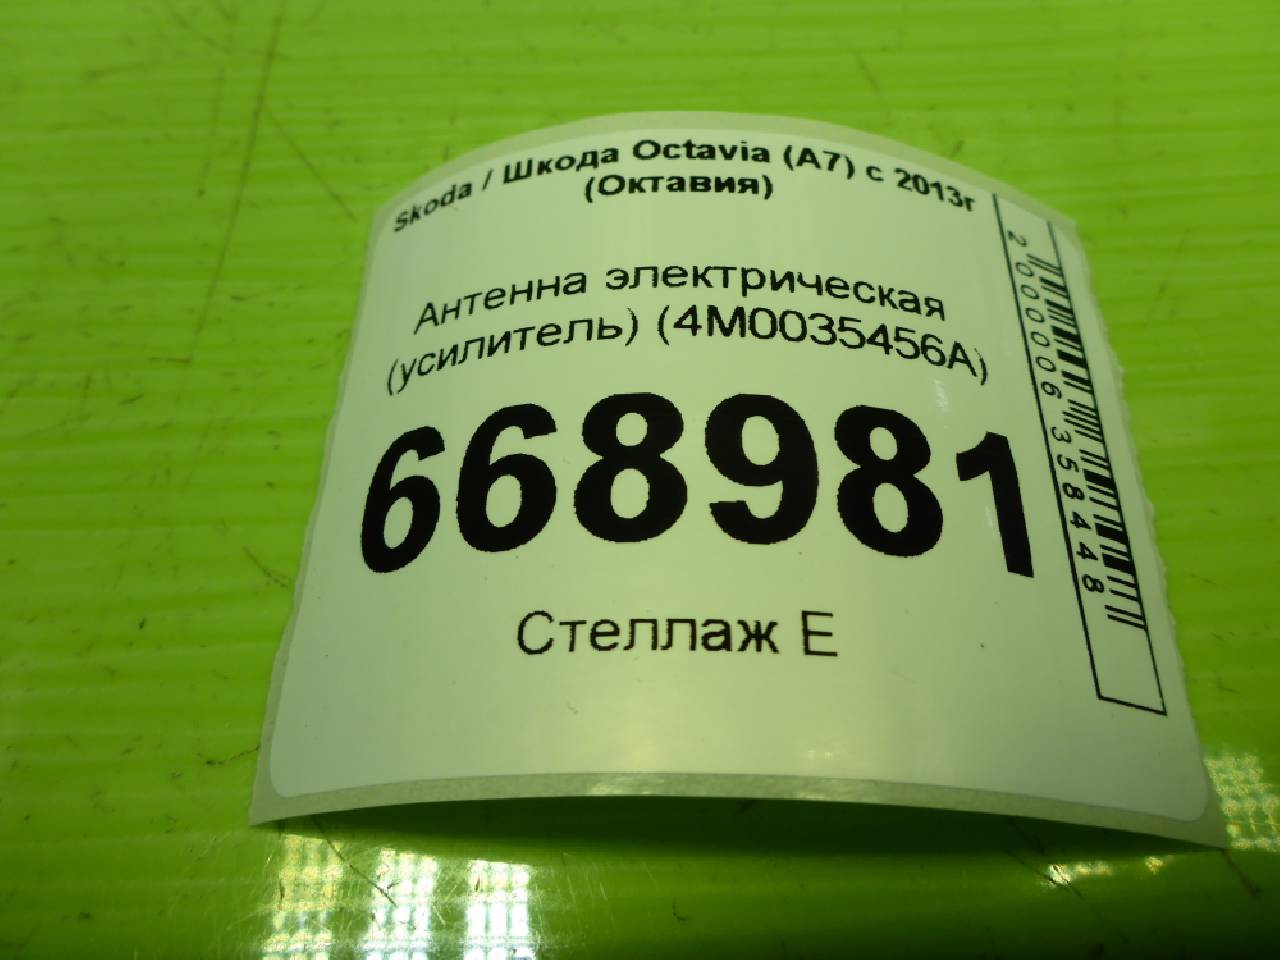 Skoda / Шкода Octavia (A7) с 2013г
(Октавия)
Антенна электрическая
(усилитель) (4M0035456A)
668981
Стеллаж Е
2000006358448